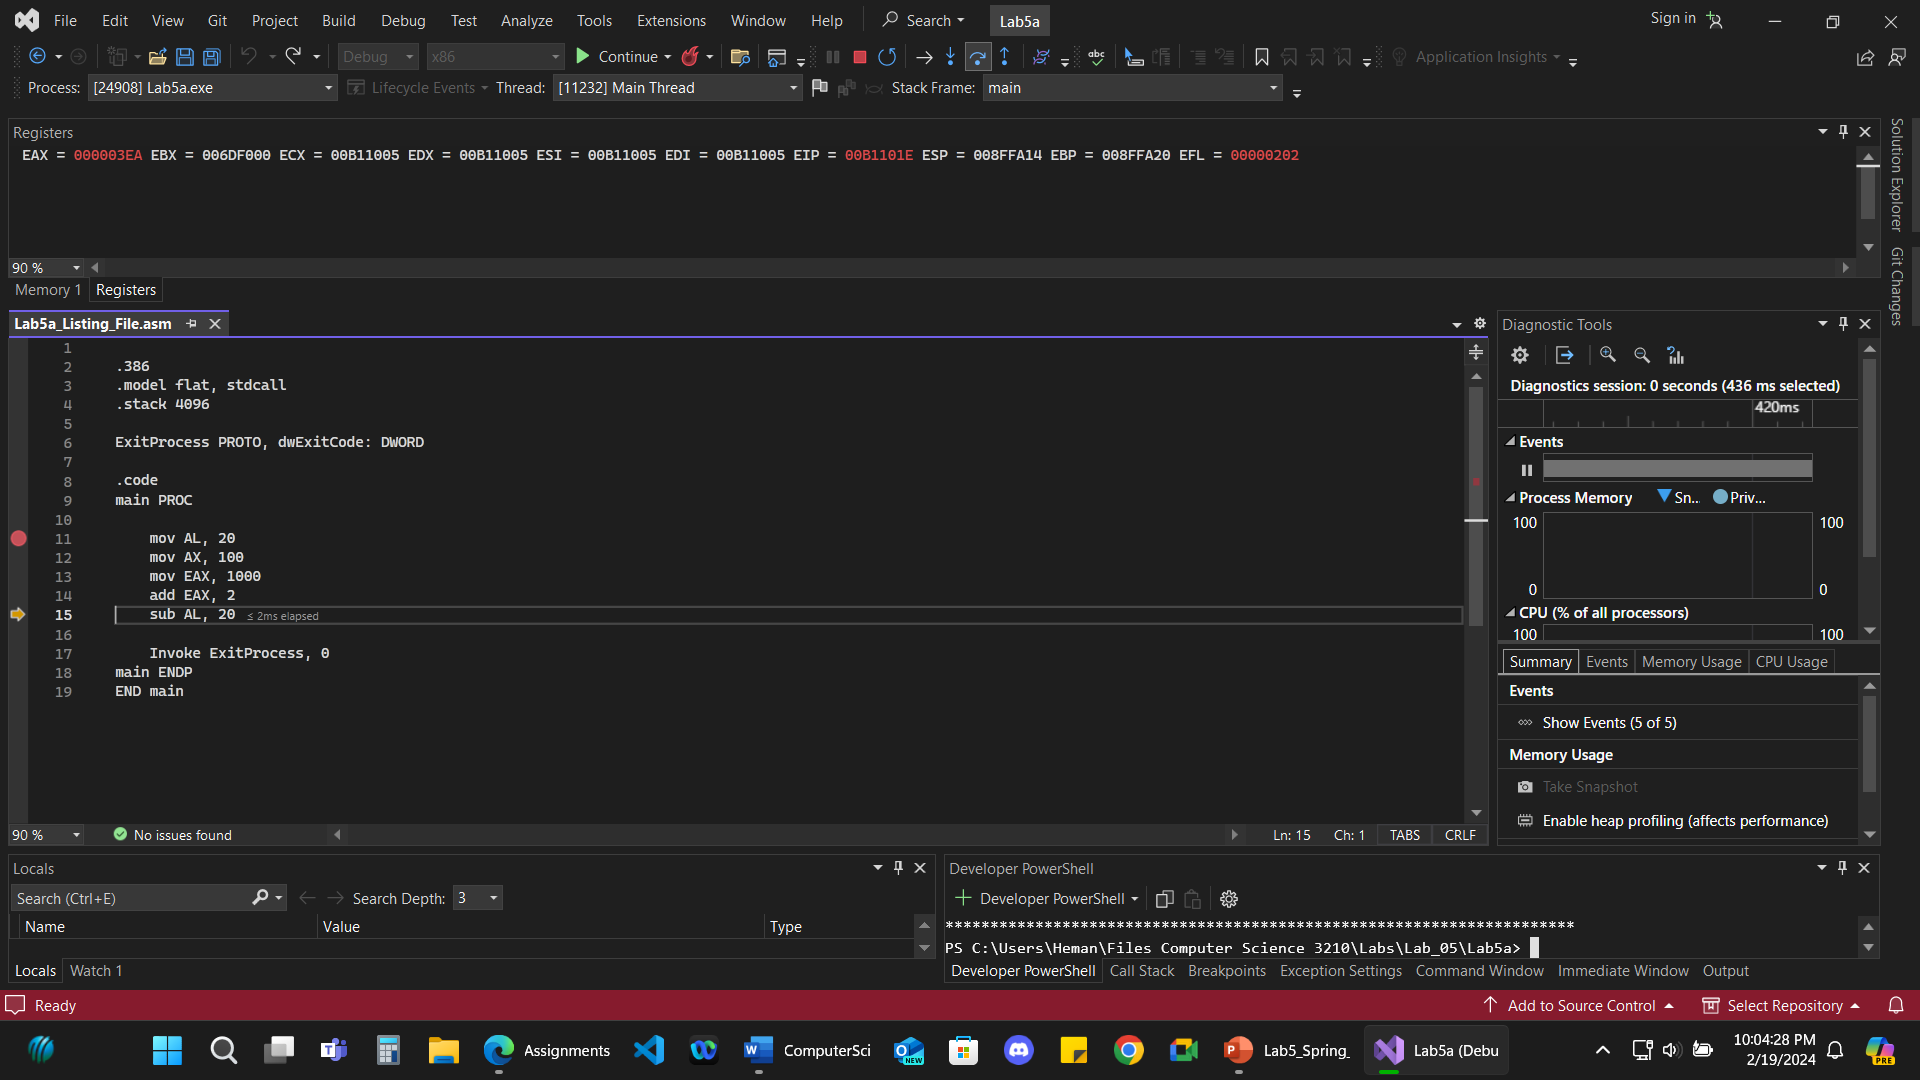 File Edit View Git Project Build Debug Test Analyze Tools Extensions Window Help Search Lab5a Sign in
Debug x86 Continue Application Insights
Process: [24908] Lab5a.exe Lifecycle Events Thread: [11232] Main Thread Stack Frame: main
Registers
EAX = 000003EA EBX = 006DF000 ECX = 00B11005 EDX = 00B11005 ESI = 00B11005 EDI = 00B11005 EIP = 00B1101E ESP = 008FFA14 EBP = 008FFA20 EFL = 00000202
90 %
Memory 1 Registers
Solution Explorer
Git Changes
Lab5a_Listing_File.asm
1
2 .386
3 .model flat, stdcall
4 .stack 4096
5
6 ExitProcess PROTO, dwExitCode: DWORD
7
8 .code
9 main PROC
10
11 mov AL, 20
12 mov AX, 100
13 mov EAX, 1000
14 add EAX, 2
15 sub AL, 20 ≤ 2ms elapsed
16
17 Invoke ExitProcess, 0
18 main ENDP
19 END main
90 % No issues found Ln: 15 Ch: 1 TABS CRLF
Diagnostic Tools
Diagnostics session: 0 seconds (436 ms selected)
420ms
Events
Process Memory Sn... Priv...
100 100
0 0
CPU (% of all processors)
100 100
Summary Events Memory Usage CPU Usage
Events
Show Events (5 of 5)
Memory Usage
Take Snapshot
Enable heap profiling (affects performance)
Locals
Search (Ctrl+E) Search Depth: 3
Name Value Type
Locals Watch 1
Developer PowerShell
Developer PowerShell
**********************************************************************
PS C:\Users\Heman\Files Computer Science 3210\Labs\Lab_05\Lab5a>
Developer PowerShell Call Stack Breakpoints Exception Settings Command Window Immediate Window Output
Ready Add to Source Control Select Repository
Assignments ComputerSci Lab5_Spring_ Lab5a (Debu
NEW
PRE
10:04:28 PM
2/19/2024